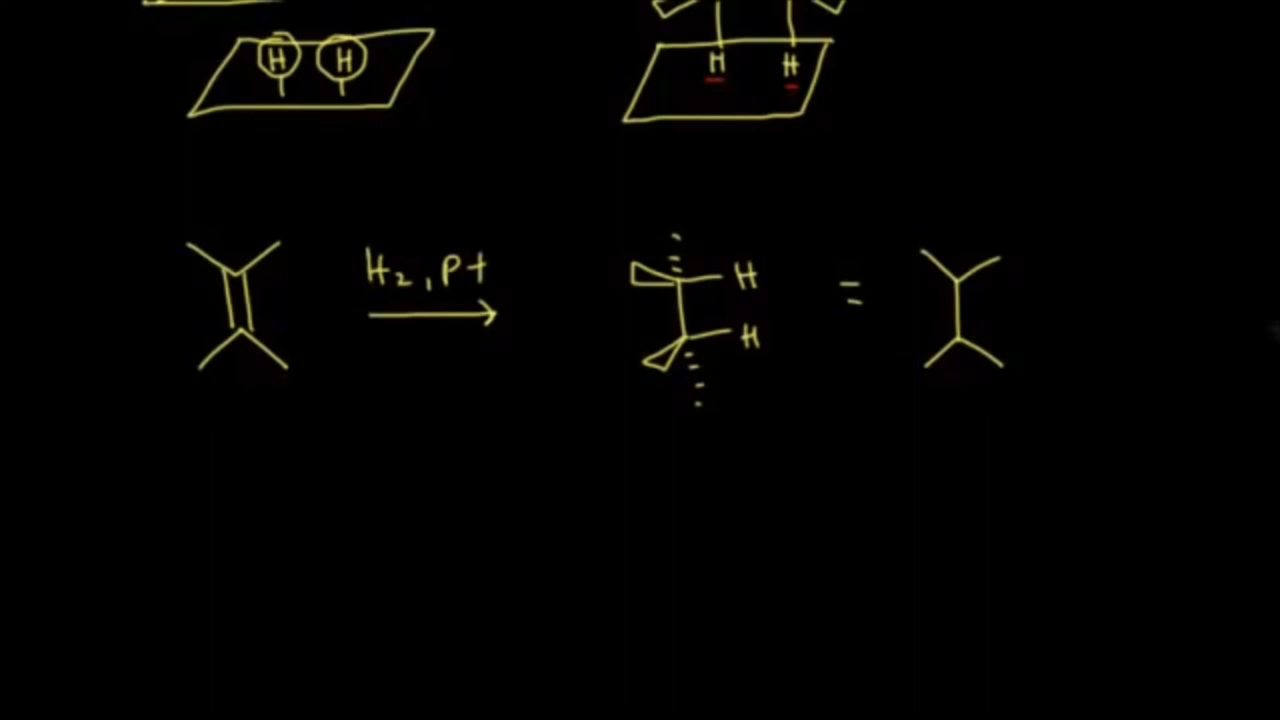 H H H H
H₂, Pt H =
H